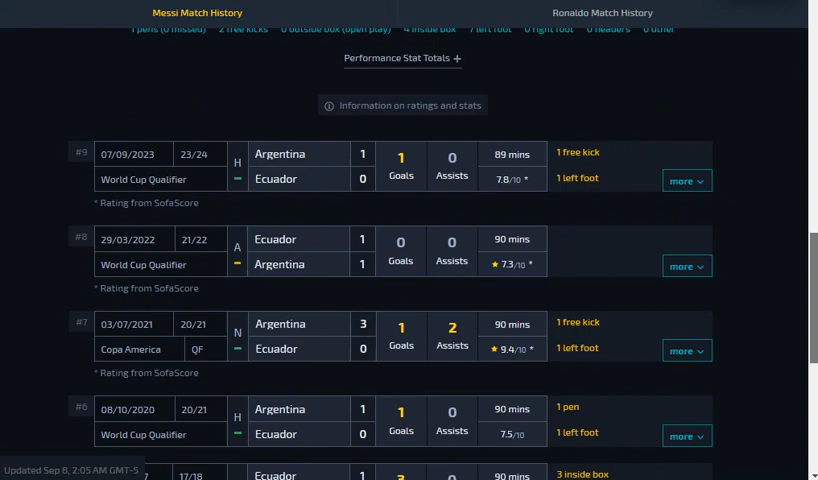 Messi Match History
Ronaldo Match History
1 pens (0 missed) 2 free kicks 0 outside box (open play) 4 inside box 7 left foot 0 right foot 0 headers 0 other
Performance Stat Totals +
Information on ratings and stats
#9 07/09/2023 23/24 H Argentina 1 1 0 89 mins 1 free kick
World Cup Qualifier Ecuador 0 Goals Assists 7.8/10 * 1 left foot more
* Rating from SofaScore
#8 29/03/2022 21/22 A Ecuador 1 0 0 90 mins
World Cup Qualifier Argentina 1 Goals Assists 7.3/10 * more
* Rating from SofaScore
#7 03/07/2021 20/21 N Argentina 3 1 2 90 mins 1 free kick
Copa America QF Ecuador 0 Goals Assists 9.4/10 * 1 left foot more
* Rating from SofaScore
#6 08/10/2020 20/21 H Argentina 1 1 0 90 mins 1 pen
World Cup Qualifier Ecuador 0 Goals Assists 7.5/10 1 left foot more
Updated Sep 8, 2:05 AM GMT-5
7 17/18 Ecuador 1 3 0 90 mins 3 inside box